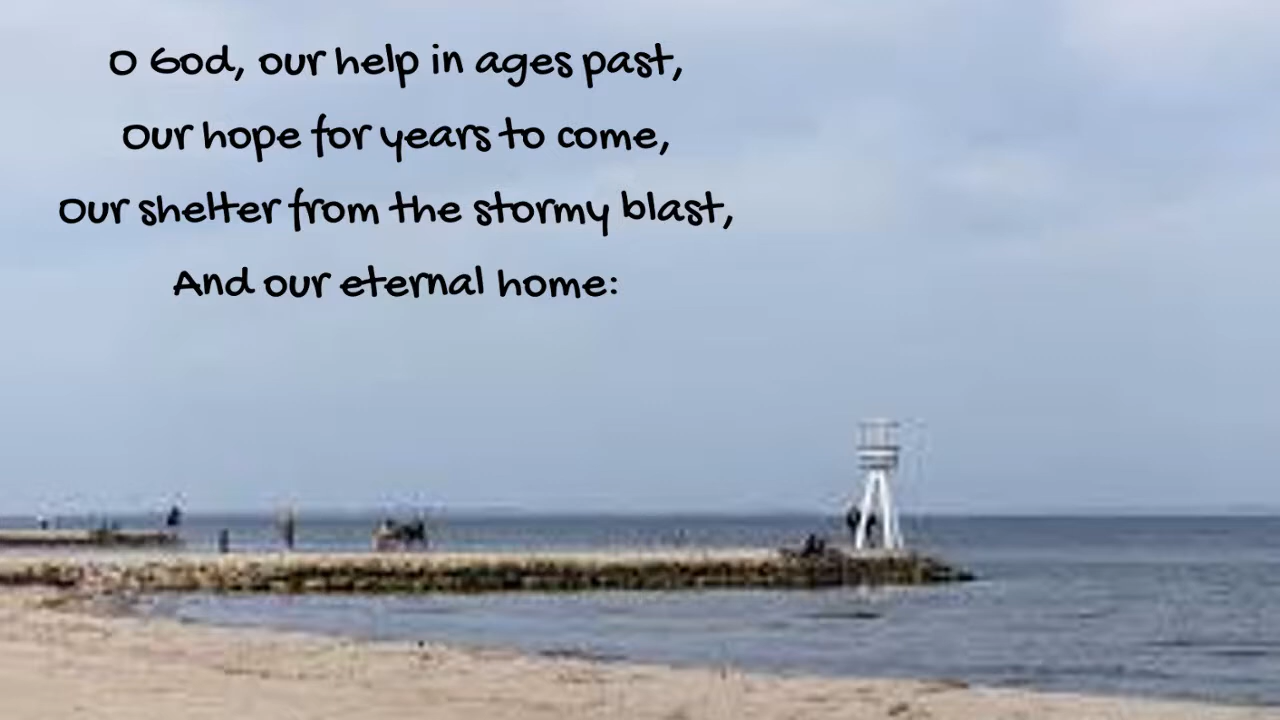 O God, our help in ages past,
Our hope for years to come,
Our shelter from the stormy blast,
And our eternal home: